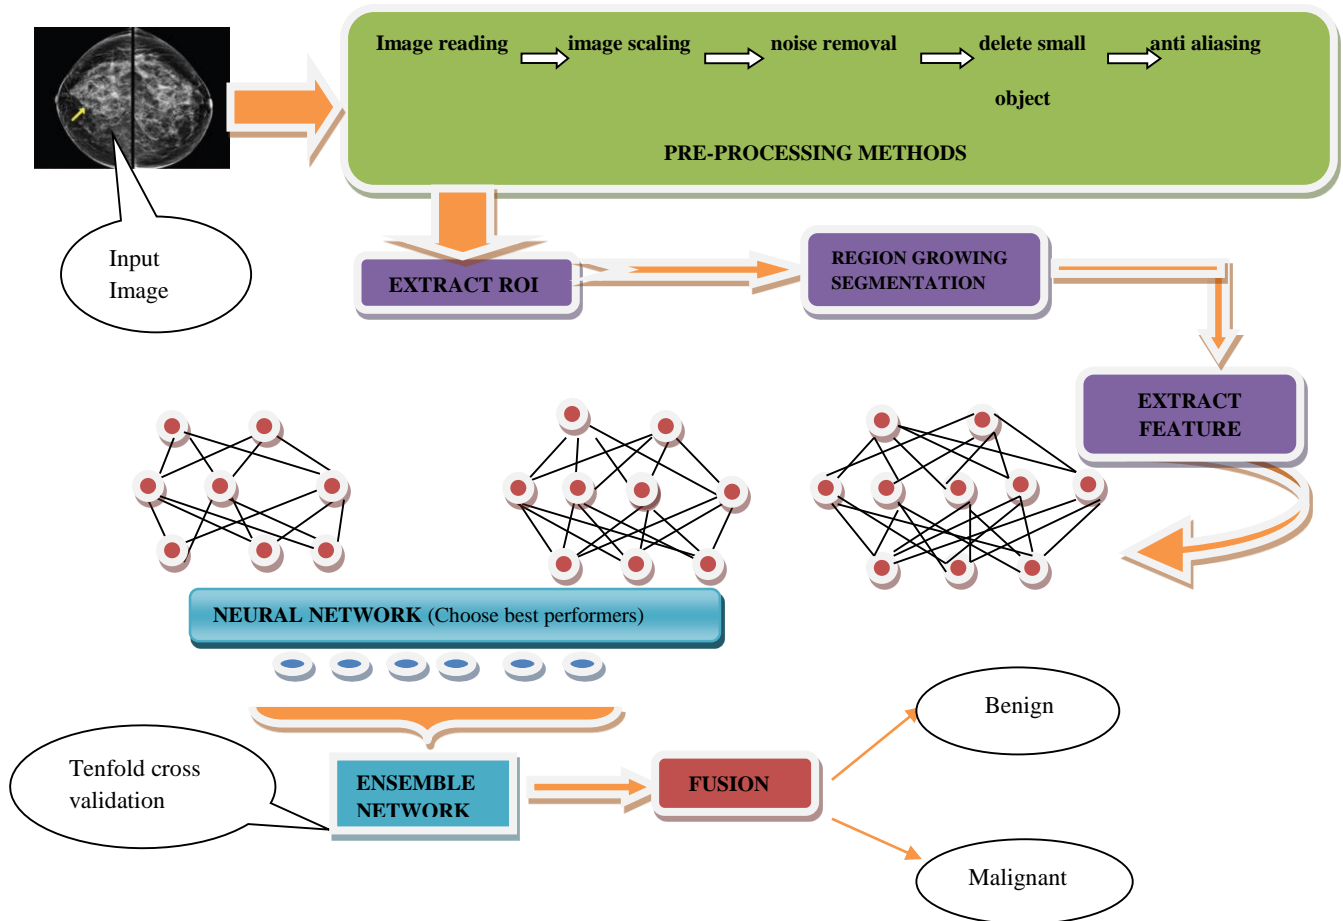 Image reading image scaling noise removal delete small anti aliasing
object
PRE-PROCESSING METHODS
Input
Image
EXTRACT ROI
REGION GROWING
SEGMENTATION
EXTRACT
FEATURE
NEURAL NETWORK (Choose best performers)
Tenfold cross
validation
ENSEMBLE
NETWORK
FUSION
Benign
Malignant